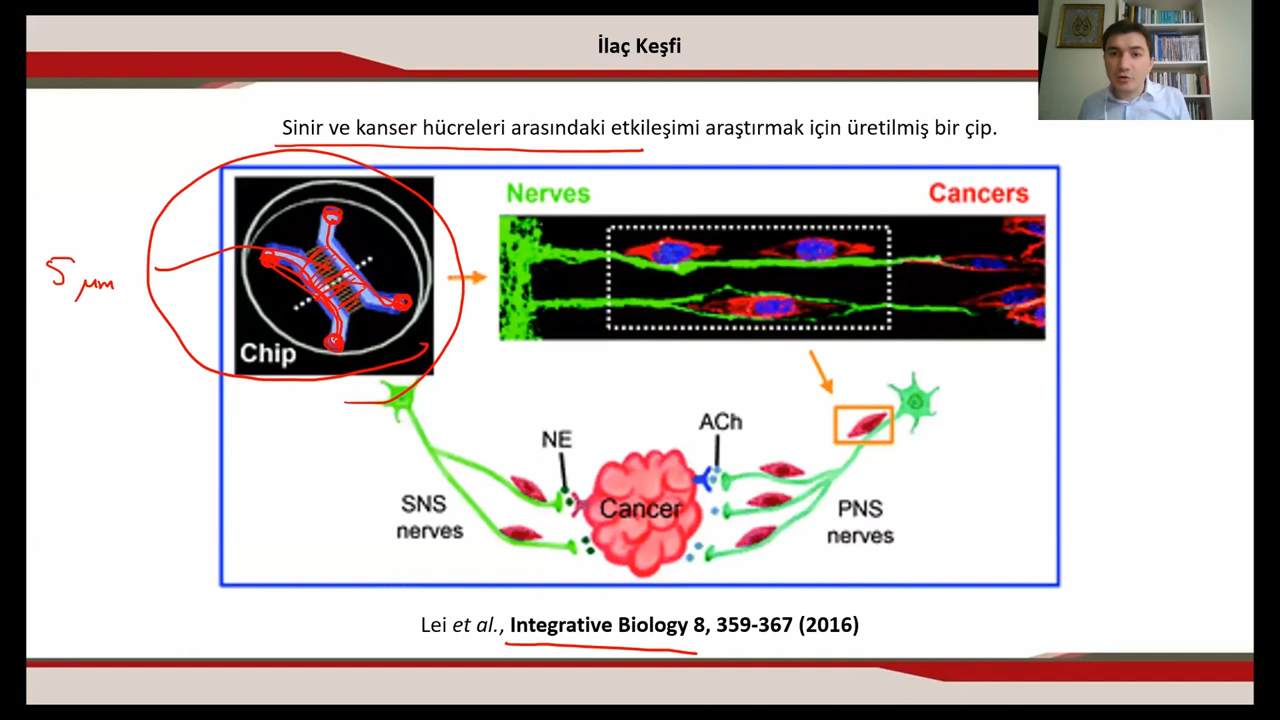 İlaç Keşfi
Sinir ve kanser hücreleri arasındaki etkileşimi araştırmak için üretilmiş bir çip.
Nerves
Cancers
5 μm
Chip
NE
ACh
SNS
nerves
Cancer
PNS
nerves
Lei et al., Integrative Biology 8, 359-367 (2016)